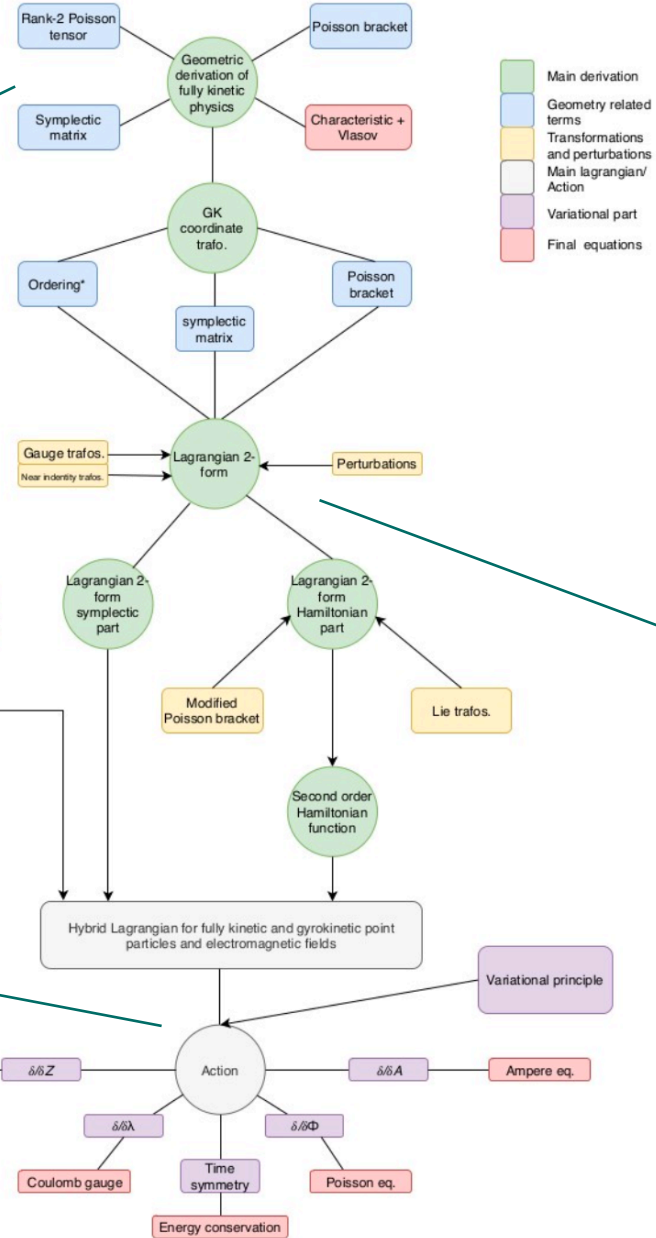 Rank-2 Poisson
tensor
Poisson bracket
Geometric
derivation of
fully kinetic
physics
Symplectic
matrix
Characteristic +
Vlasov
Main derivation
Geometry related
terms
Transformations
and perturbations
Main lagrangian/
Action
Variational part
Final equations
GK
coordinate
trafo.
Ordering*
symplectic
matrix
Poisson
bracket
Gauge trafos.
Near indentity trafos.
Lagrangian 2-
form
Perturbations
Lagrangian 2-
form
symplectic
part
Lagrangian 2-
form
Hamiltonian
part
Modified
Poisson bracket
Lie trafos.
Second order
Hamiltonian
function
Hybrid Lagrangian for fully kinetic and gyrokinetic point
particles and electromagnetic fields
Variational principle
δ/δZ
Action
δ/δA
Ampere eq.
δ/δλ
δ/δΦ
Coulomb gauge
Time
symmetry
Poisson eq.
Energy conservation